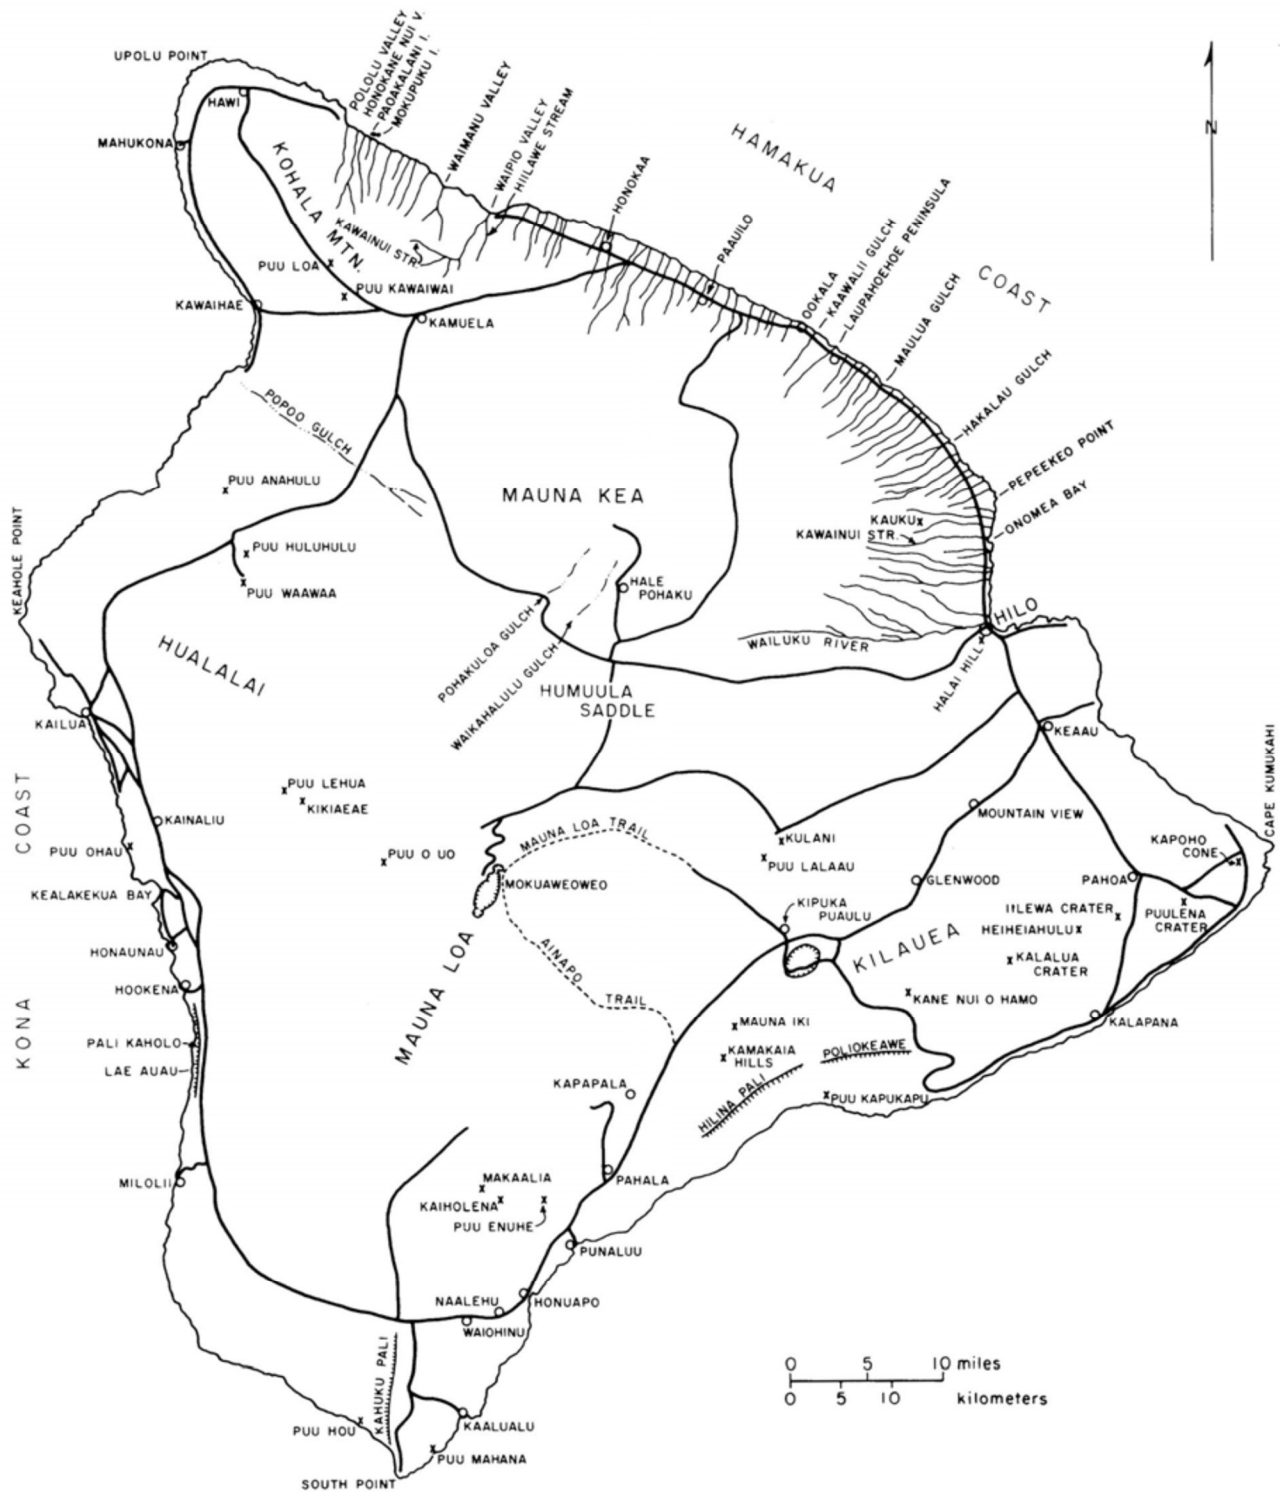 UPOLU POINT
HAWI
MAHUKONA
POLOLU VALLEY
HONOKANE NUI V.
PAOAKALANI I.
MOKUPUKU I.
WAIMANU VALLEY
WAIPIO VALLEY
HIILAWE STREAM
HONOKAA
HAMAKUA
COAST
N
KOHALA MTN.
KAWAINUI STR.
PUU LOA
PUU KAWAIWAI
KAWAIHAE
KAMUELA
PAAUILO
OOKALA
KAAWALII GULCH
LAUPAHOEHOE PENINSULA
MAULUA GULCH
HAKALAU GULCH
PEPEEKEO POINT
ONOMEA BAY
POPOO GULCH
PUU ANAHULU
MAUNA KEA
KAUKU
KAWAINUI STR.
KEAHOLE POINT
PUU HULUHULU
PUU WAAWAA
HALE
POHAKU
POHAKULOA GULCH
WAIKAHALULU GULCH
HILO
WAILUKU RIVER
HALAI HILL
HUALALAI
HUMUULA
SADDLE
KAILUA
KEAAU
CAPE KUMUKAHI
PUU LEHUA
KIKIAEAE
KAINALIU
MOUNTAIN VIEW
MAUNA LOA TRAIL
KULANI
PUU LALAAU
KAPOHO
CONE
PUU OHAU
PUU O UO
KONA COAST
KEALAKEKUA BAY
MOKUAWEOWEO
GLENWOOD
PAHOA
KIPUKA
PUAULU
IILEWA CRATER
PUULENA
CRATER
HEIHEIAHULU
HONAUNAU
AINAPO
TRAIL
KILAUEA
KALALUA
CRATER
HOOKENA
MAUNA LOA
KANE NUI O HAMO
KALAPANA
PALI KAHOLO
MAUNA IKI
KAMAKAIA
HILLS
POLIOKEAWE
LAE AUAU
KAPAPALA
HILINA PALI
PUU KAPUKAPU
MILOLII
MAKAALIA
KAIHOLENA
PUU ENUHE
PAHALA
PUNALUU
NAALEHU
HONUAPO
WAIOHINU
KAHUKU PALI
0 5 10 miles
0 5 10 kilometers
PUU HOU
KAALUALU
PUU MAHANA
SOUTH POINT